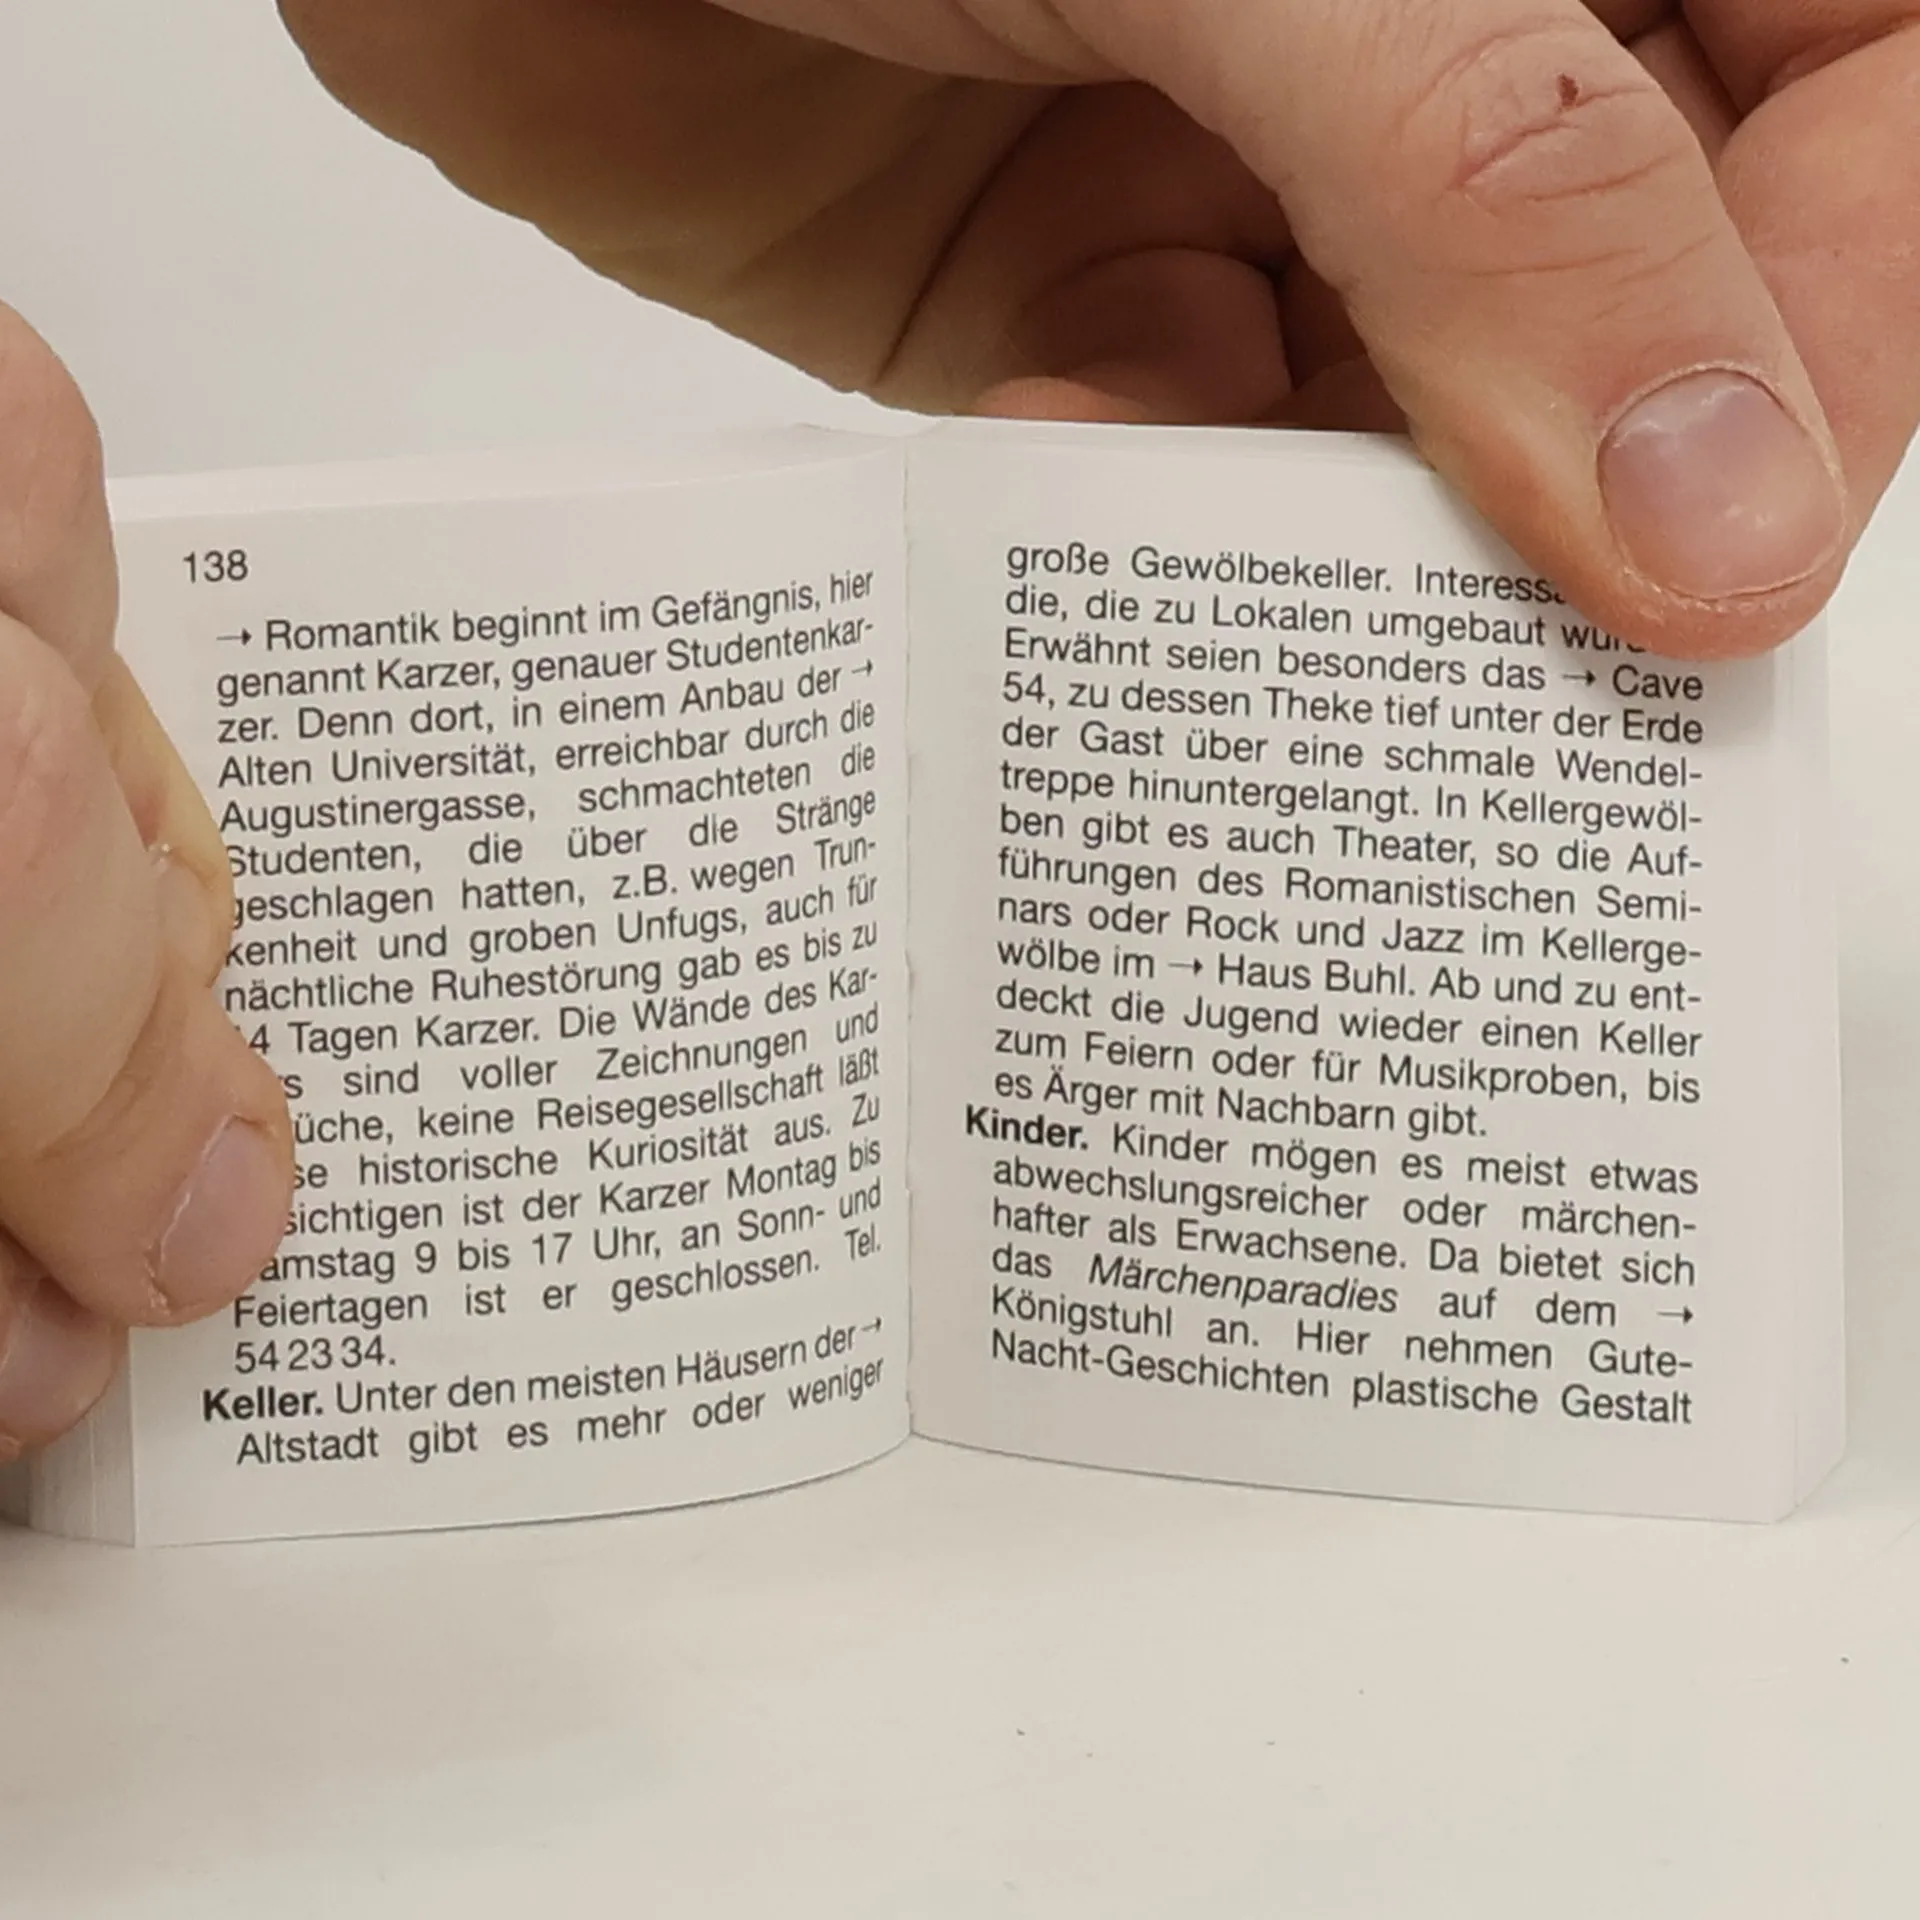 138
→ Romantik beginnt im Gefängnis, hier
genannt Karzer, genauer Studentenkar-
zer. Denn dort, in einem Anbau der →
Alten Universität, erreichbar durch die
Augustinergasse, schmachteten die
Studenten, die über die Stränge
geschlagen hatten, z.B. wegen Trun-
kenheit und groben Unfugs, auch für
nächtliche Ruhestörung gab es bis zu
14 Tagen Karzer. Die Wände des Kar-
sind voller Zeichnungen und
keine Reisegesellschaft läßt
historische Kuriosität aus. Zu
ist der Karzer Montag bis
9 bis 17 Uhr, an Sonn- und
Feiertagen ist er geschlossen. Tel.
54 23 34.
Keller. Unter den meisten Häusern der →
Altstadt gibt es mehr oder weniger
große Gewölbekeller.
die, die zu Lokalen umgebaut
Erwähnt seien besonders das → Cave
54, zu dessen Theke tief unter der Erde
der Gast über eine schmale Wendel-
treppe hinuntergelangt. In Kellergewöl-
ben gibt es auch Theater, so die Auf-
führungen des Romanistischen Semi-
nars oder Rock und Jazz im Kellerge-
wölbe im → Haus Buhl. Ab und zu ent-
deckt die Jugend wieder einen Keller
zum Feiern oder für Musikproben, bis
es Ärger mit Nachbarn gibt.
Kinder. Kinder mögen es meist etwas
abwechslungsreicher oder märchen-
hafter als Erwachsene. Da bietet sich
das Märchenparadies auf dem →
Königstuhl an. Hier nehmen Gute-
Nacht-Geschichten plastische Gestalt